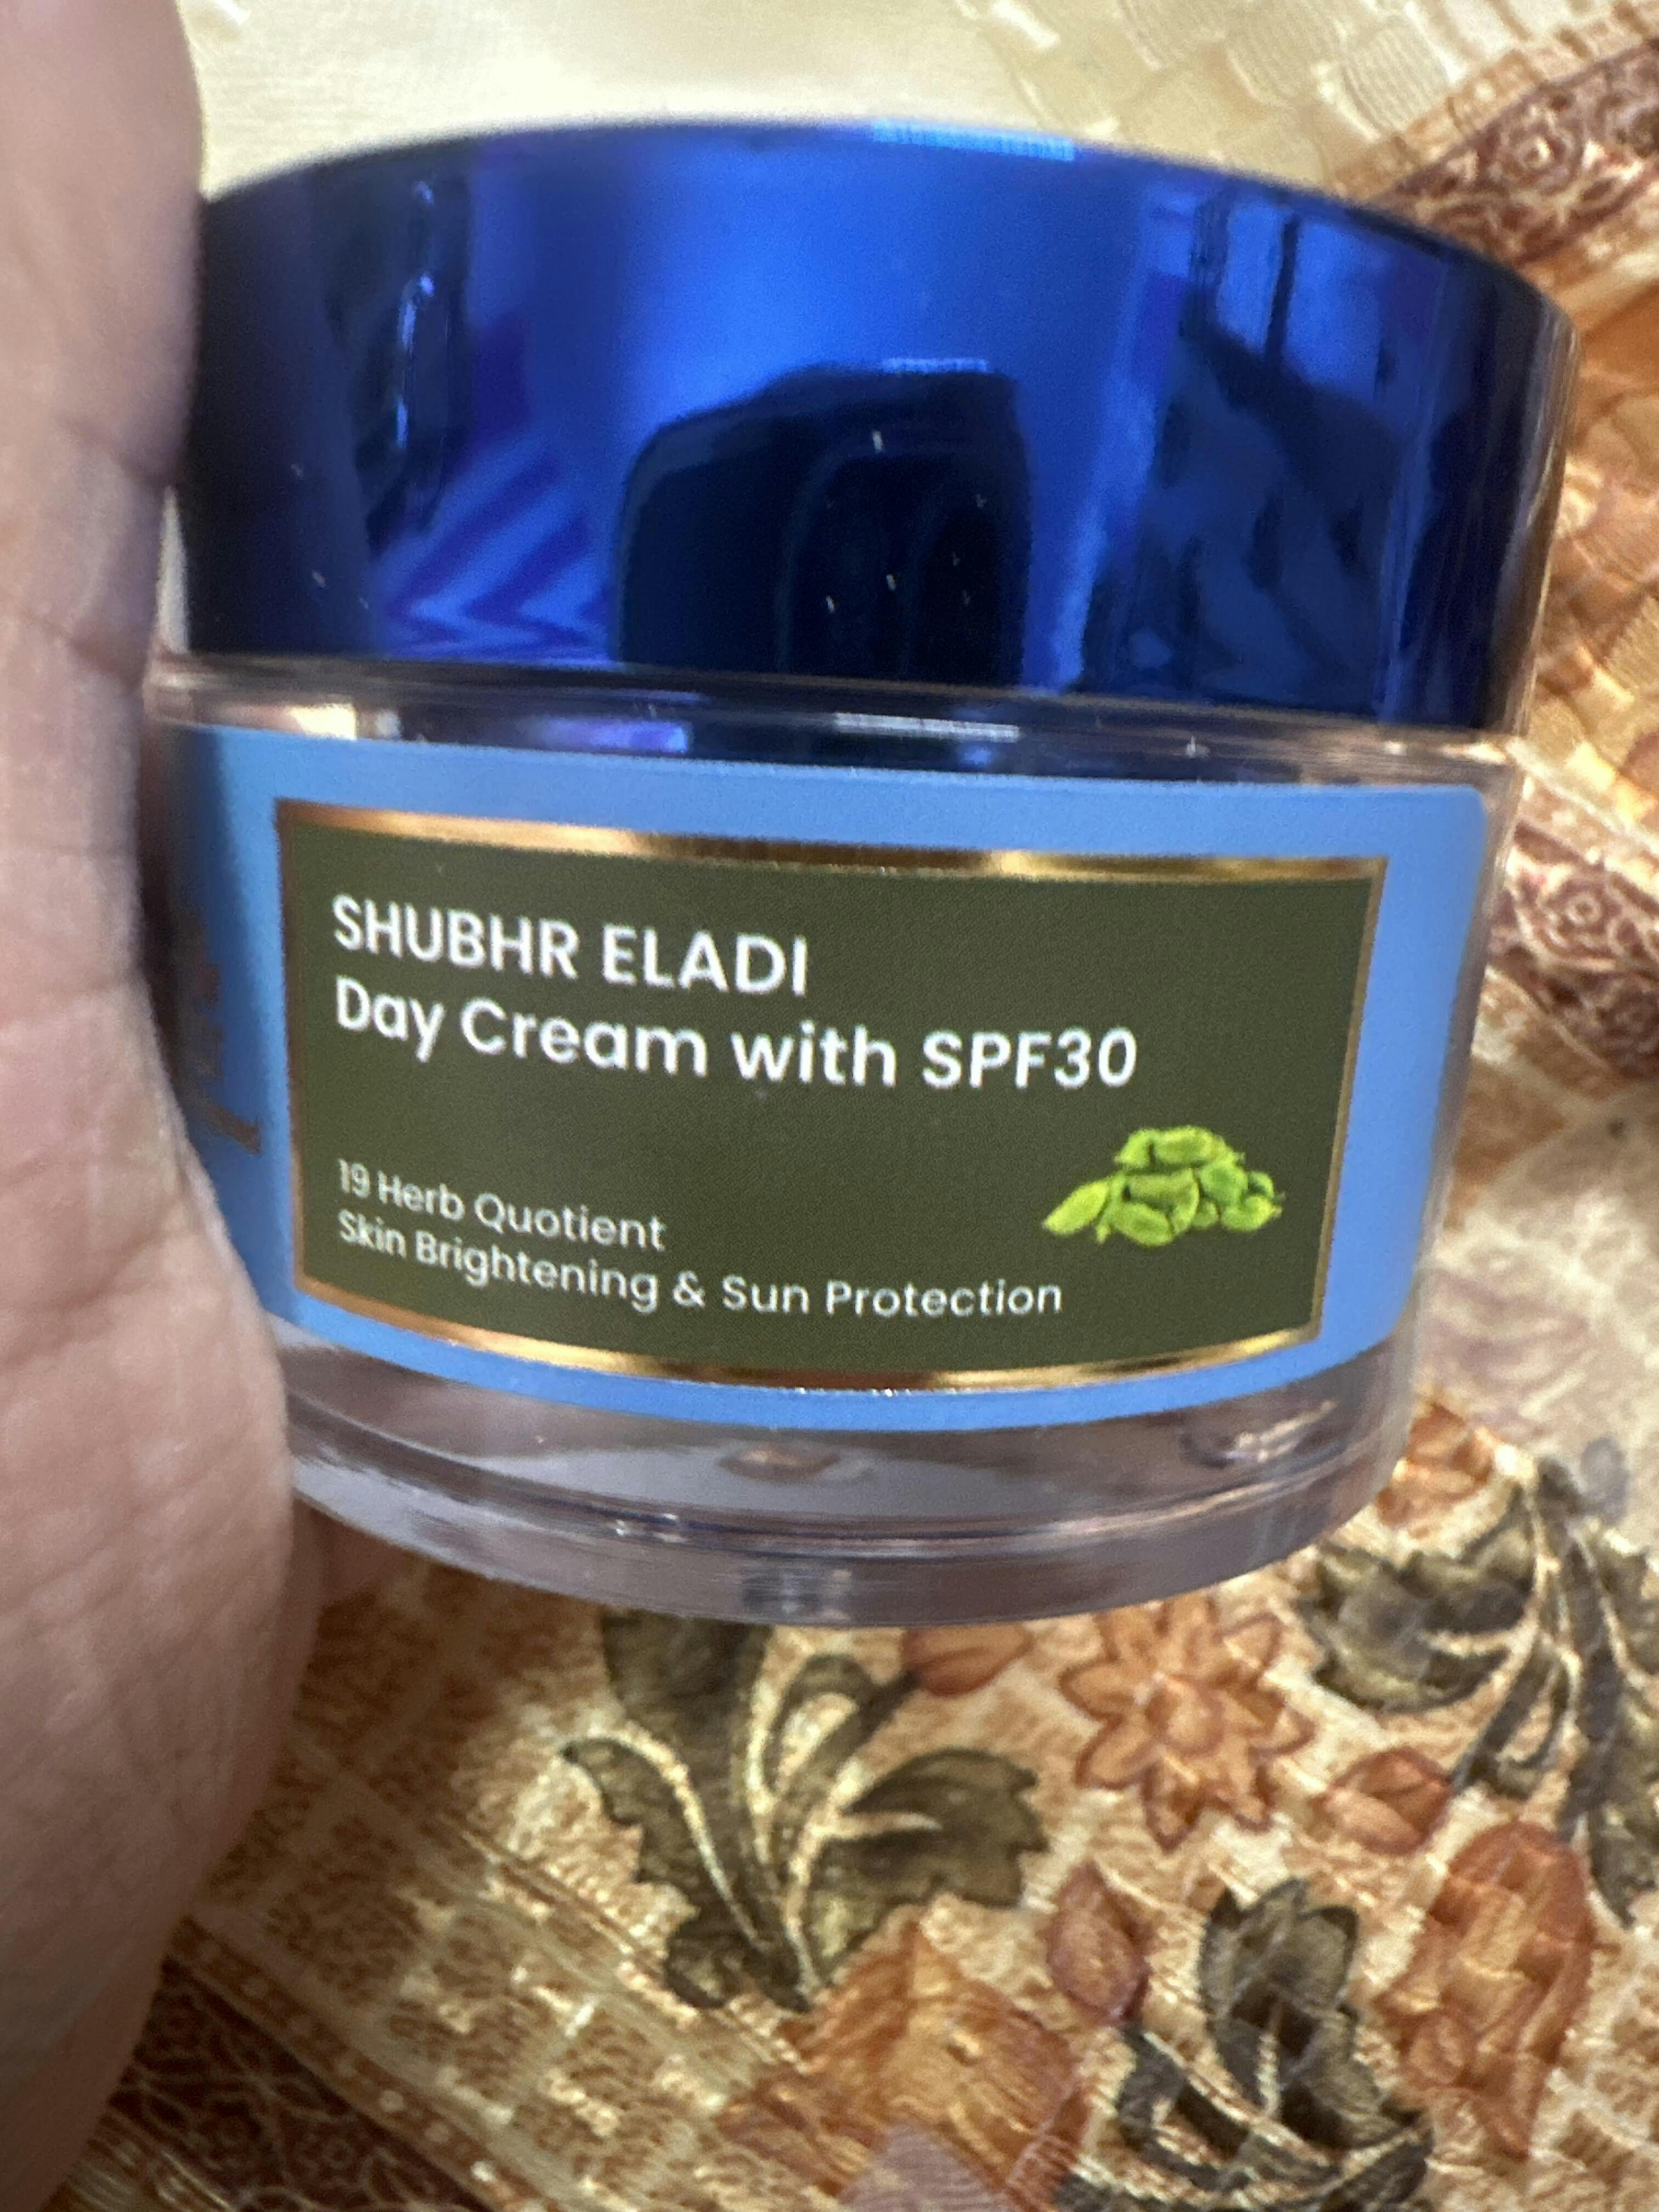 SHUBHR ELADI
Day Cream with SPF30
19 Herb Quotient
Skin Brightening & Sun Protection